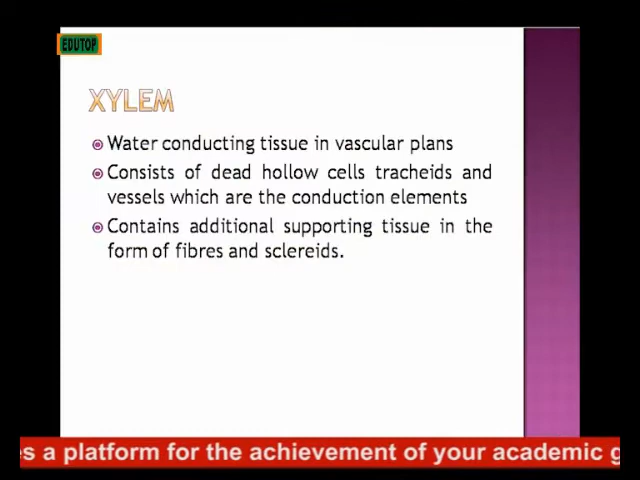 EDUTOP
XYLEM
Water conducting tissue in vascular plans
Consists of dead hollow cells tracheids and
vessels which are the conduction elements
Contains additional supporting tissue in the
form of fibres and sclereids.
a platform for the achievement of your academic